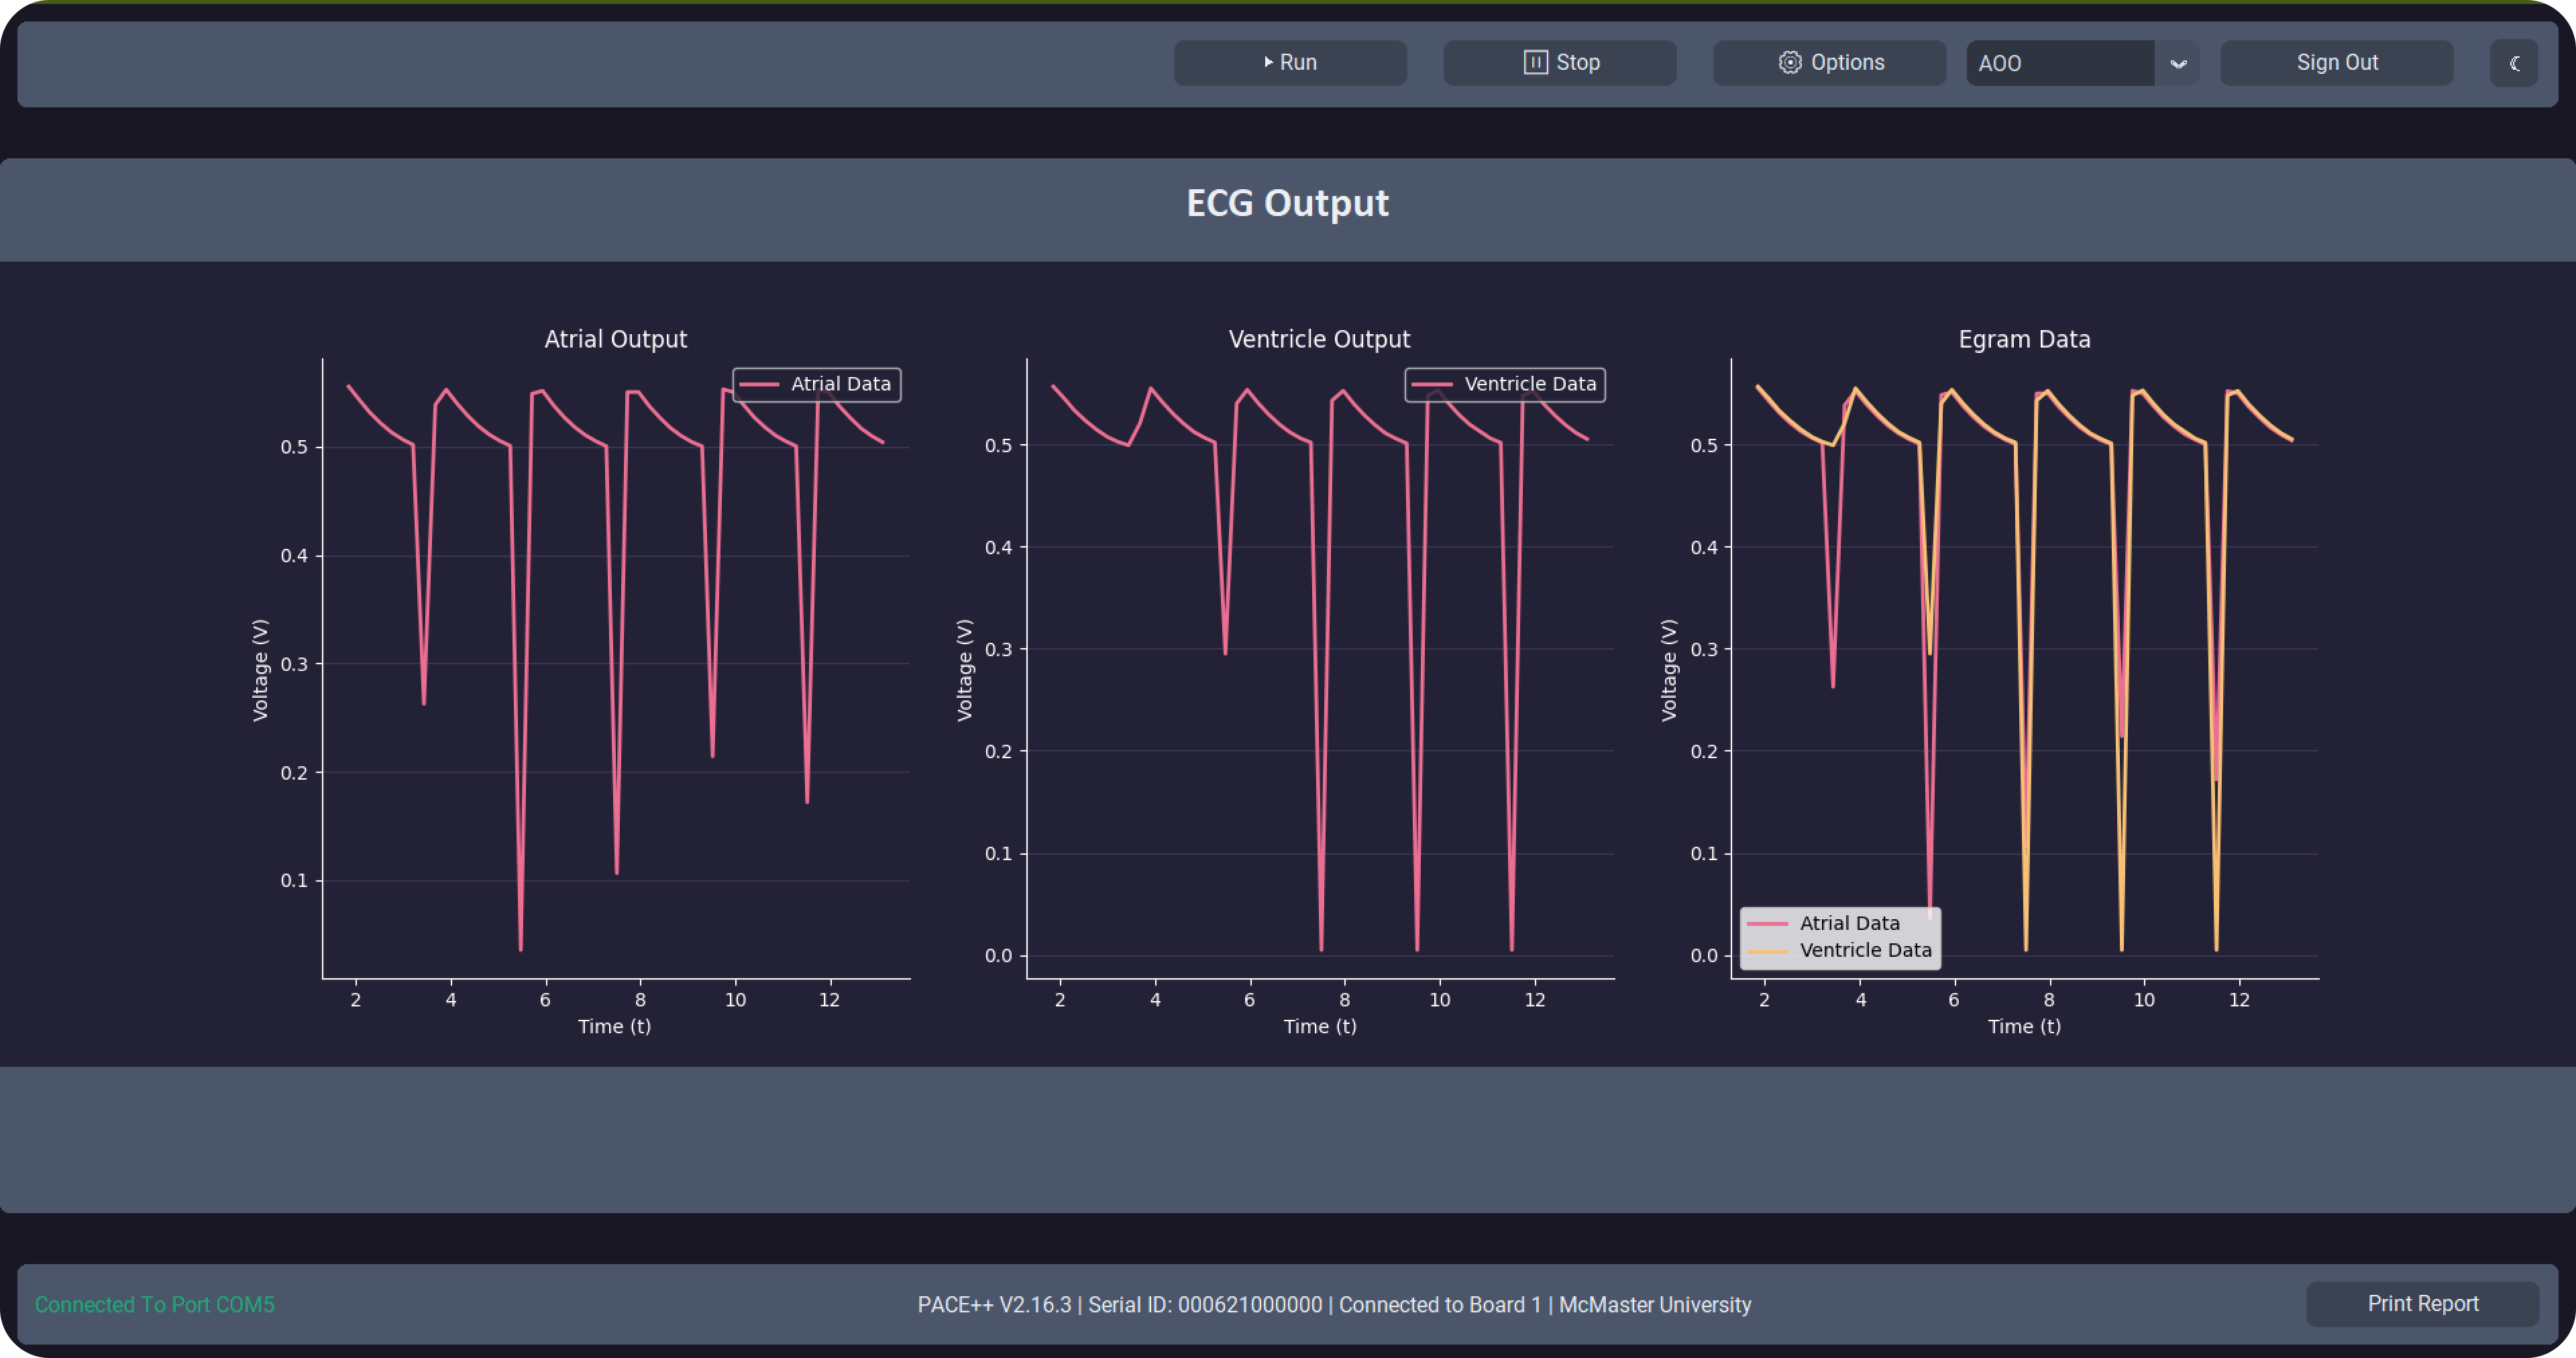 Run
Stop
Options
AOO
Sign Out
ECG Output
Atrial Output
Atrial Data
0.5
0.4
0.3
0.2
0.1
Voltage (V)
2 4 6 8 10 12
Time (t)
Ventricle Output
Ventricle Data
0.5
0.4
0.3
0.2
0.1
0.0
Voltage (V)
2 4 6 8 10 12
Time (t)
Egram Data
0.5
0.4
0.3
0.2
0.1
0.0
Voltage (V)
Atrial Data
Ventricle Data
2 4 6 8 10 12
Time (t)
Connected To Port COM5
PACE++ V2.16.3 | Serial ID: 000621000000 | Connected to Board 1 | McMaster University
Print Report